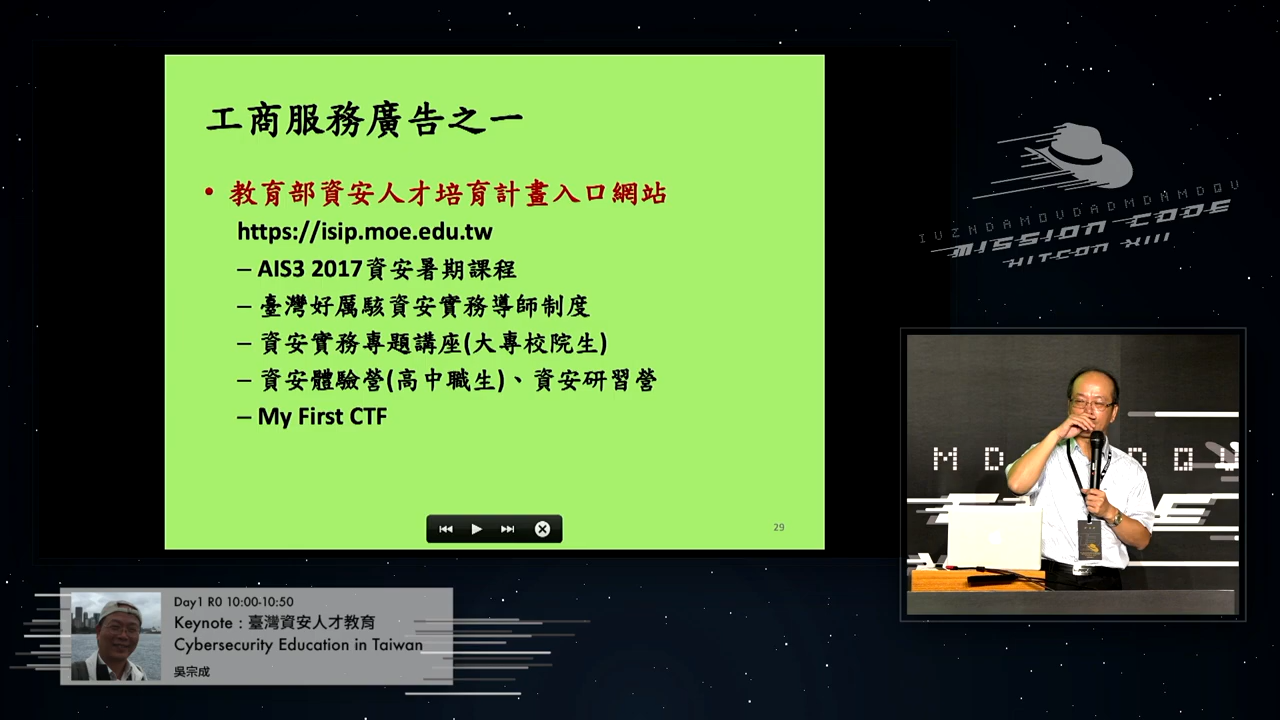 工商服務廣告之一
• 教育部資安人才培育計畫入口網站
https://isip.moe.edu.tw
– AIS3 2017資安暑期課程
– 臺灣好厲駭資安實務導師制度
– 資安實務專題講座(大專校院生)
– 資安體驗營(高中職生)、資安研習營
– My First CTF
29
IVZHDAMOVDADMDAHMDQV
MISSION CODE
HITCON XIII
Day1 R0 10:00-10:50
Keynote：臺灣資安人才教育
Cybersecurity Education in Taiwan
吳宗成